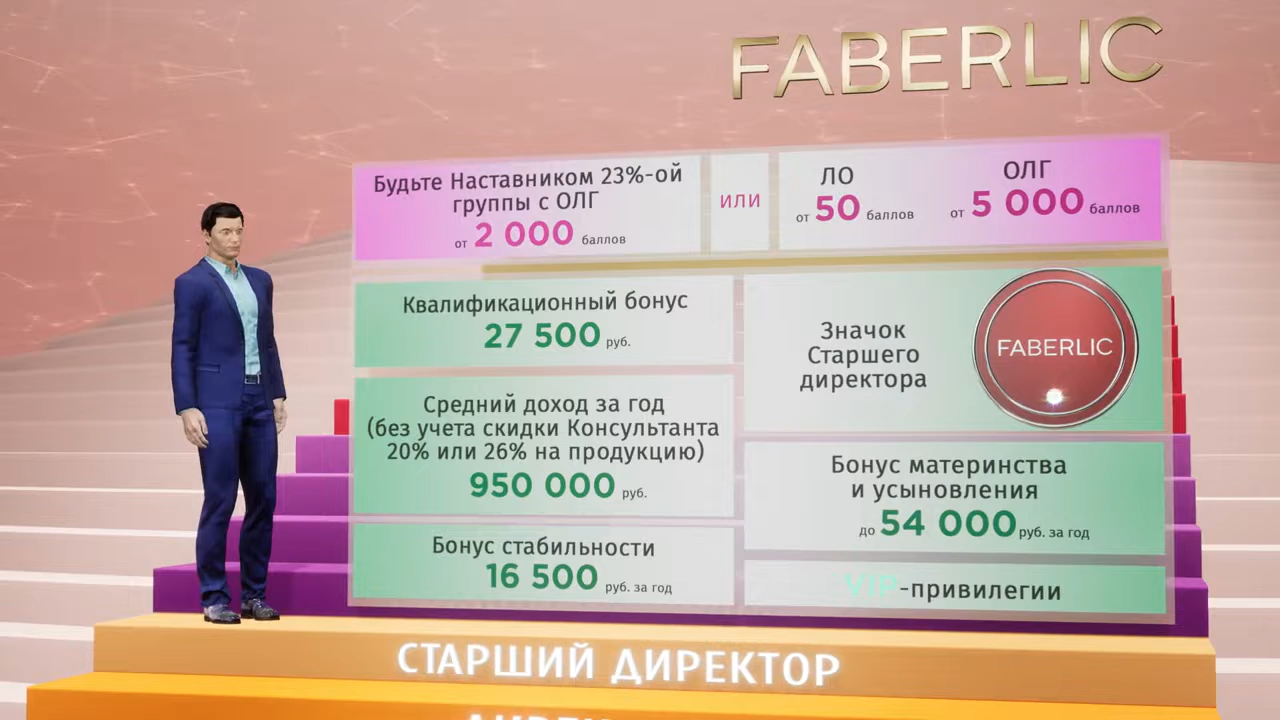 FABERLIC
Будьте Наставником 23%-ой
группы с ОЛГ
от 2 000 баллов
или
ЛО
от 50 баллов
ОЛГ
от 5 000 баллов
Квалификационный бонус
27 500 руб.
Средний доход за год
(без учета скидки Консультанта
20% или 26% на продукцию)
950 000 руб.
Бонус стабильности
16 500 руб. за год
Значок
Старшего
директора
FABERLIC
Бонус материнства
и усыновления
до 54 000 руб. за год
VIP-привилегии
СТАРШИЙ ДИРЕКТОР